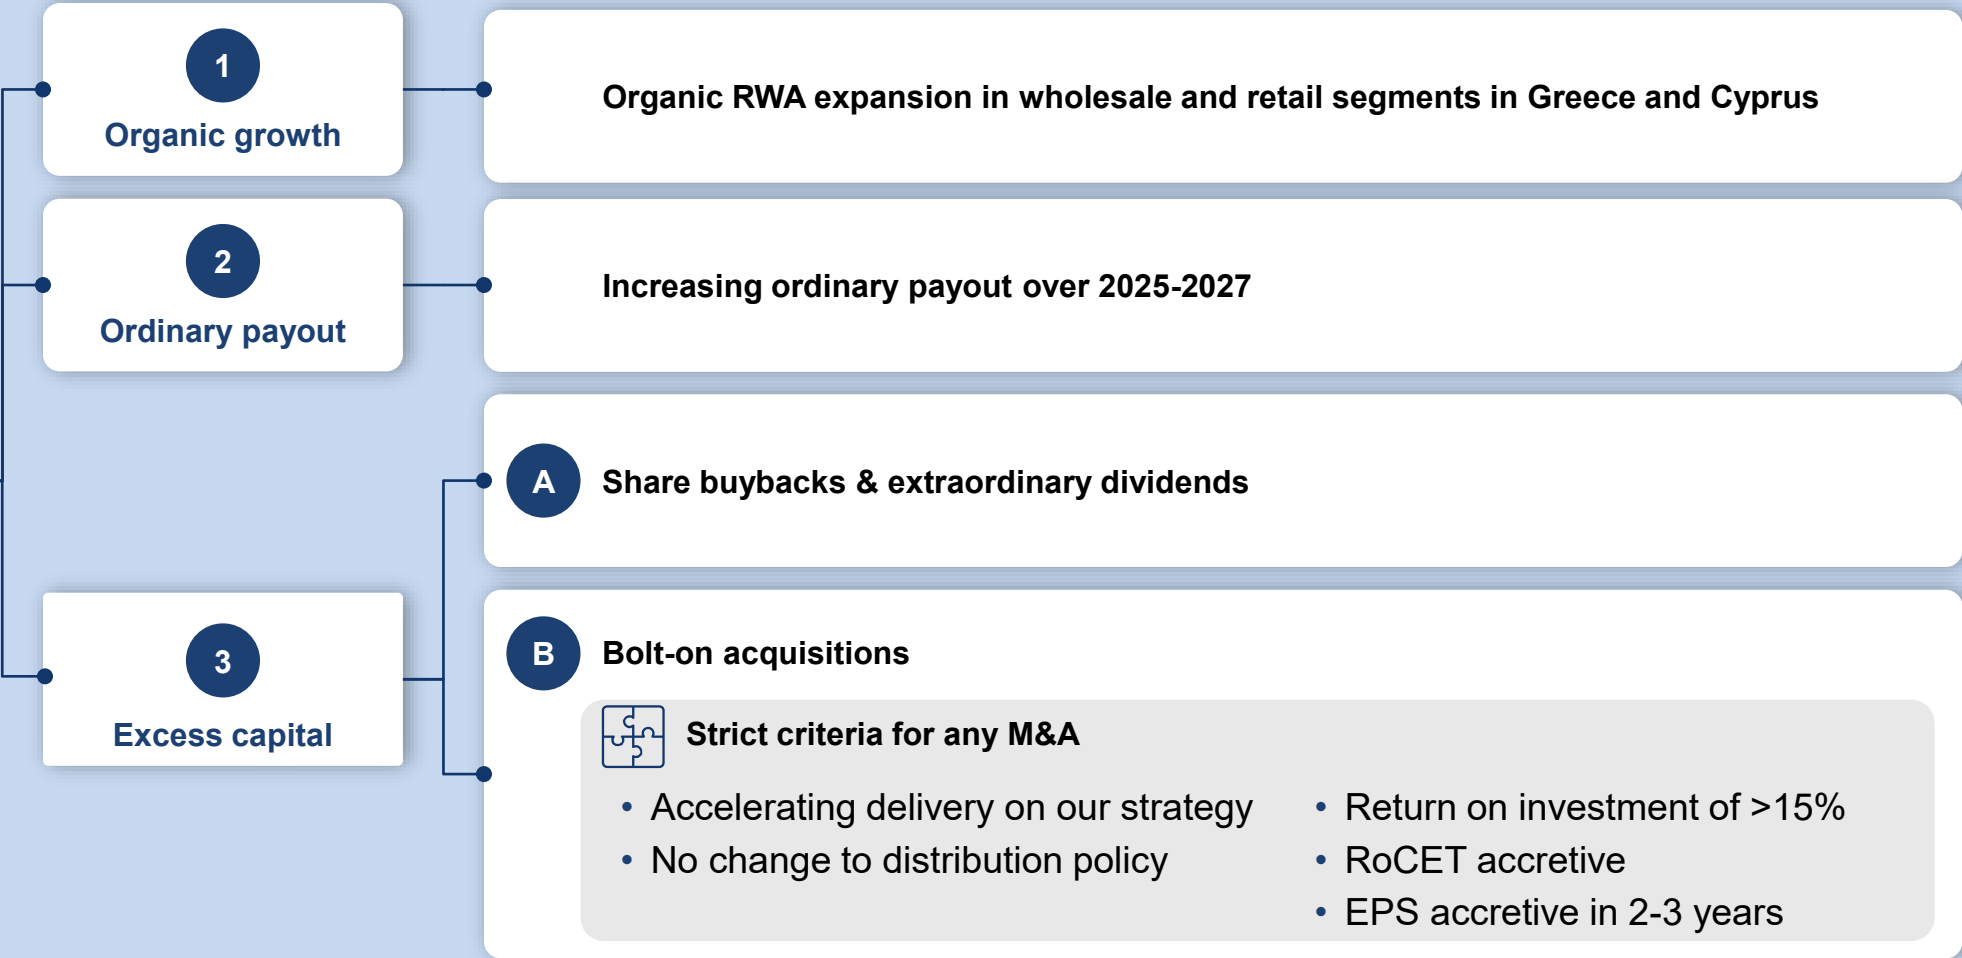 1
Organic growth
Organic RWA expansion in wholesale and retail segments in Greece and Cyprus
2
Ordinary payout
Increasing ordinary payout over 2025-2027
3
Excess capital
A
Share buybacks & extraordinary dividends
B
Bolt-on acquisitions
Strict criteria for any M&A
• Accelerating delivery on our strategy
• No change to distribution policy
• Return on investment of >15%
• RoCET accretive
• EPS accretive in 2-3 years